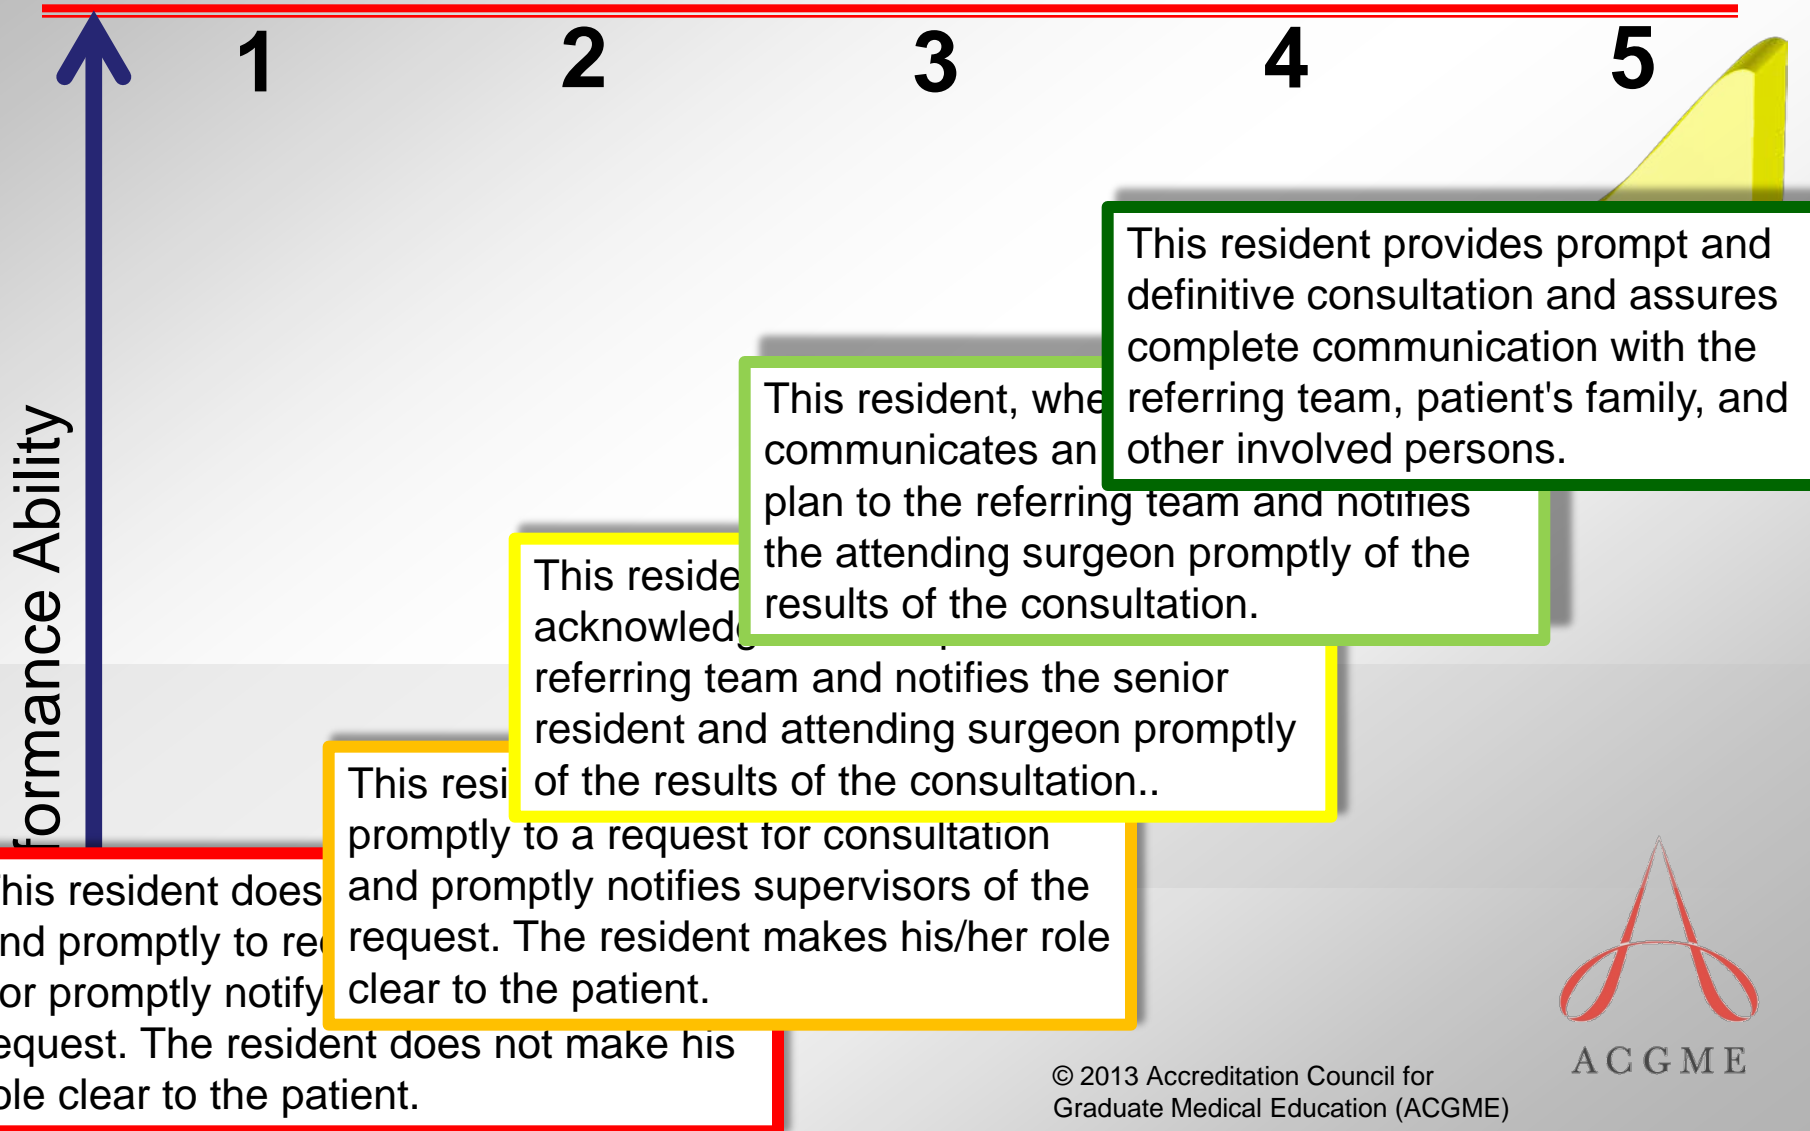 1 2 3 4 5
formance Ability
This resident provides prompt and
definitive consultation and assures
complete communication with the
referring team, patient's family, and
other involved persons.
This resident,
communicates
plan to the referring team and notifies
the attending surgeon promptly of the
results of the consultation.
This
referring team and notifies the senior
resident and attending surgeon promptly
of the results of the consultation..
This
promptly to a request for consultation
and promptly notifies supervisors of the
request. The resident makes his/her role
clear to the patient.
his resident does
nd promptly to
or promptly notify
equest. The resident does not make his
ole clear to the patient.
© 2013 Accreditation Council for
Graduate Medical Education (ACGME)
ACGME